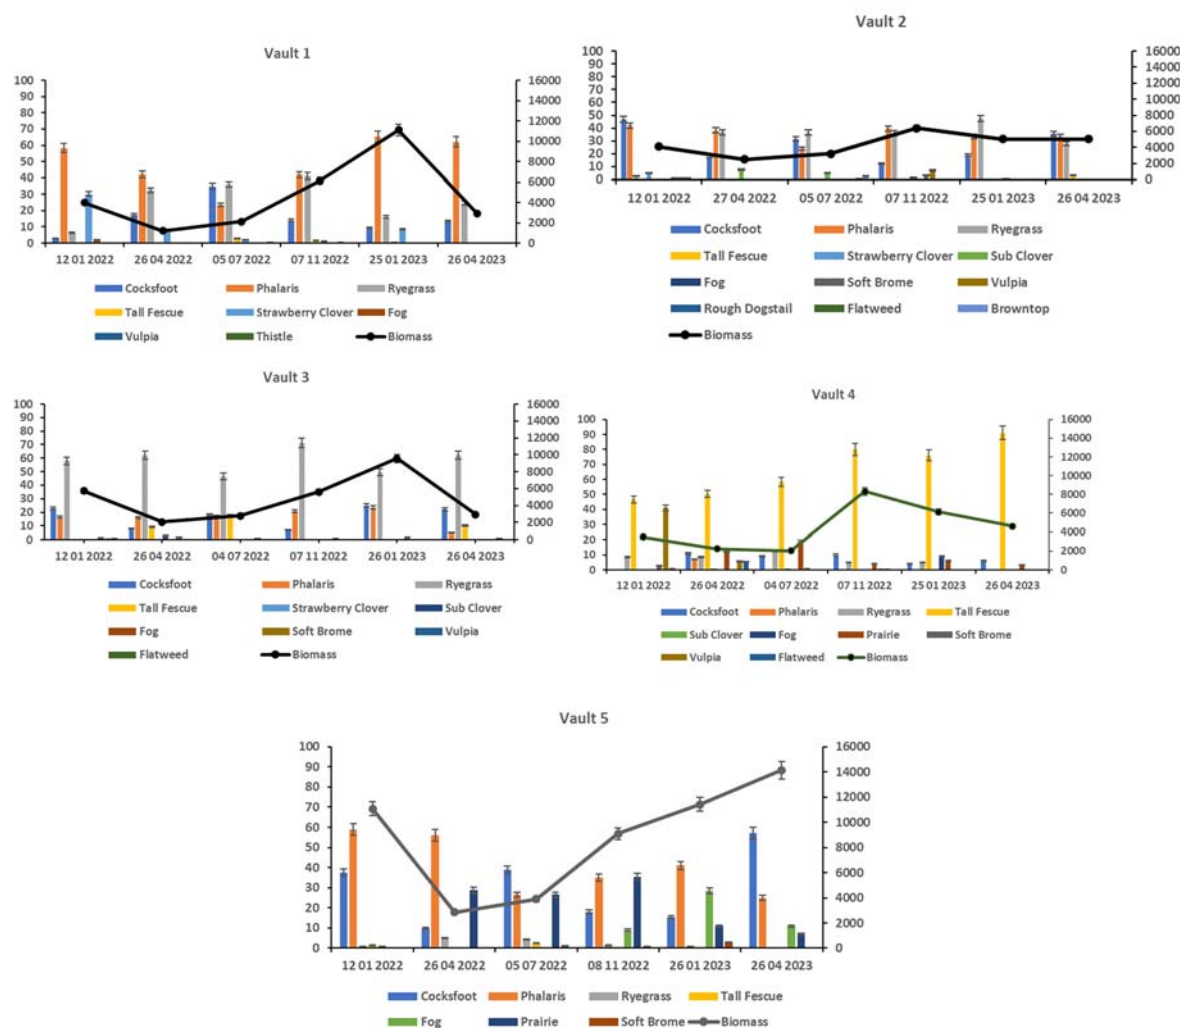 Vault 1
100 16000
90 14000
80
70 12000
60 10000
50 8000
40
30 6000
20 4000
10 2000
0 0
12 01 2022 26 04 2022 05 07 2022 07 11 2022 25 01 2023 26 04 2023
Cocksfoot Phalaris Ryegrass
Tall Fescue Strawberry Clover Fog
Vulpia Thistle Biomass
Vault 2
100 16000
90 14000
80 12000
70 10000
60 8000
50 6000
40
30 4000
20 2000
10
0 0
12 01 2022 27 04 2022 05 07 2022 07 11 2022 25 01 2023 26 04 2023
Cocksfoot Phalaris Ryegrass
Tall Fescue Strawberry Clover Sub Clover
Fog Soft Brome Vulpia
Rough Dogstail Flatweed Browntop
Biomass
Vault 3
100 16000
90 14000
80 12000
70 10000
60 8000
50
40 6000
30 4000
20 2000
10
0 0
12 01 2022 26 04 2022 04 07 2022 07 11 2022 26 01 2023 26 04 2023
Cocksfoot Phalaris Ryegrass
Tall Fescue Strawberry Clover Sub Clover
Fog Soft Brome Vulpia
Flatweed Biomass
Vault 4
100 16000
90 14000
80 12000
70 10000
60 8000
50
40 6000
30 4000
20 2000
10
0 0
12 01 2022 26 04 2022 04 07 2022 07 11 2022 25 01 2023 26 04 2023
Cocksfoot Phalaris Ryegrass Tall Fescue
Sub Clover Fog Prairie Soft Brome
Vulpia Flatweed Biomass
Vault 5
100 16000
90 14000
80 12000
70 10000
60 8000
50
40 6000
30 4000
20 2000
10
0 0
12 01 2022 26 04 2022 05 07 2022 08 11 2022 26 01 2023 26 04 2023
Cocksfoot Phalaris Ryegrass Tall Fescue
Fog Prairie Soft Brome Biomass